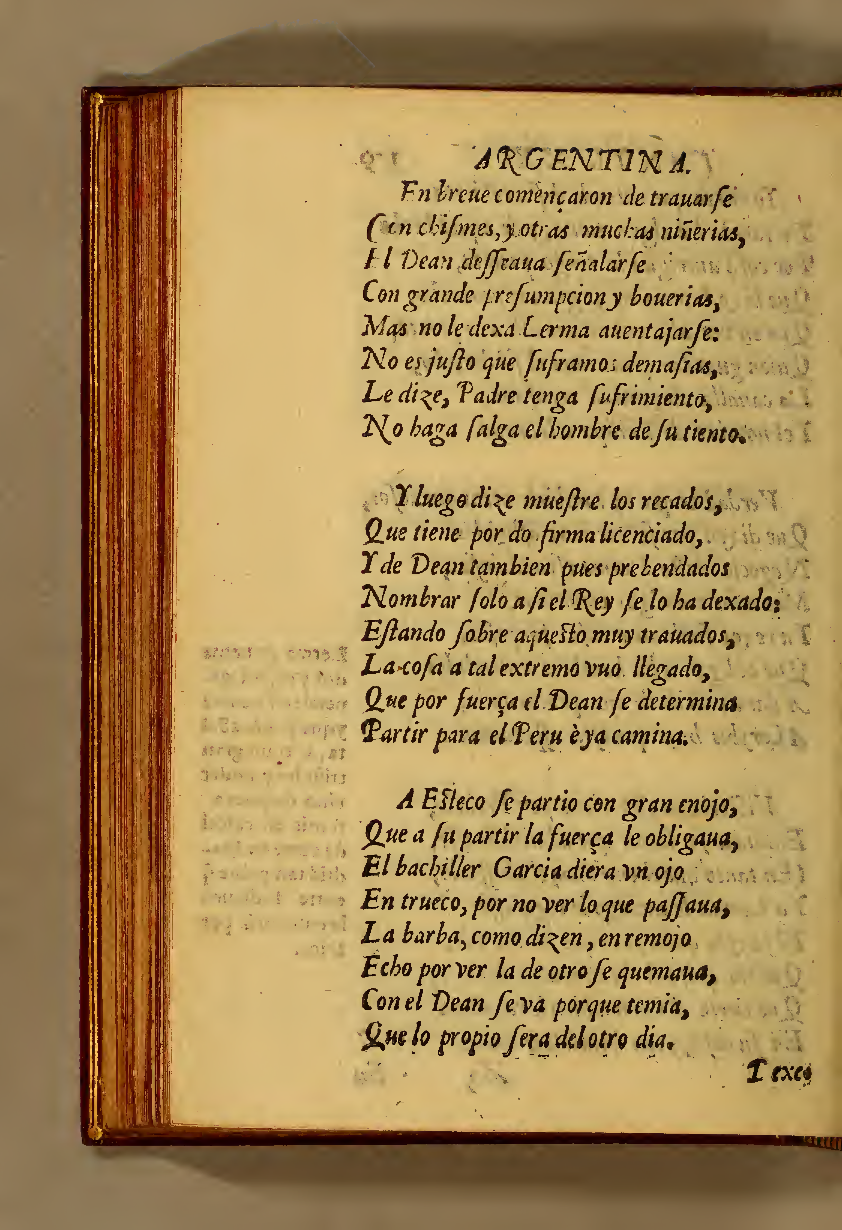 ARGENTINA.
En breue començaron de trauarſe
Con chiſmes, y otras muchas niñerias,
El Dean deſſeaua ſeñalarſe
Con grande preſumpcion y bouerias,
Mas no le dexa Lerma auentajarſe:
No es juſto que ſuframos demaſias,
Le dize, Padre tenga ſufrimiento,
No haga ſalga el hombre de ſu tiento.
Y luego dize mueſtre los recados,
Que tiene por do firma licenciado,
Y de Dean tambien pues prebendados
Nombrar ſolo a ſi el Rey ſe lo ha dexado:
Eſtando ſobre aqueſto muy trauados,
La coſa a tal extremo vuo llegado,
Que por fuerça el Dean ſe determina
Partir para el Peru è ya camina.
A Eſteco ſe partio con gran enojo,
Que a ſu partir la fuerça le obligaua,
El bachiller Garcia diera vn ojo
En trueco, por no ver lo que paſſaua,
La barba, como dizen, en remojo
Echo por ver la de otro ſe quemaua,
Con el Dean ſe va porque temia,
Que lo propio ſera del otro dia.
Y exe